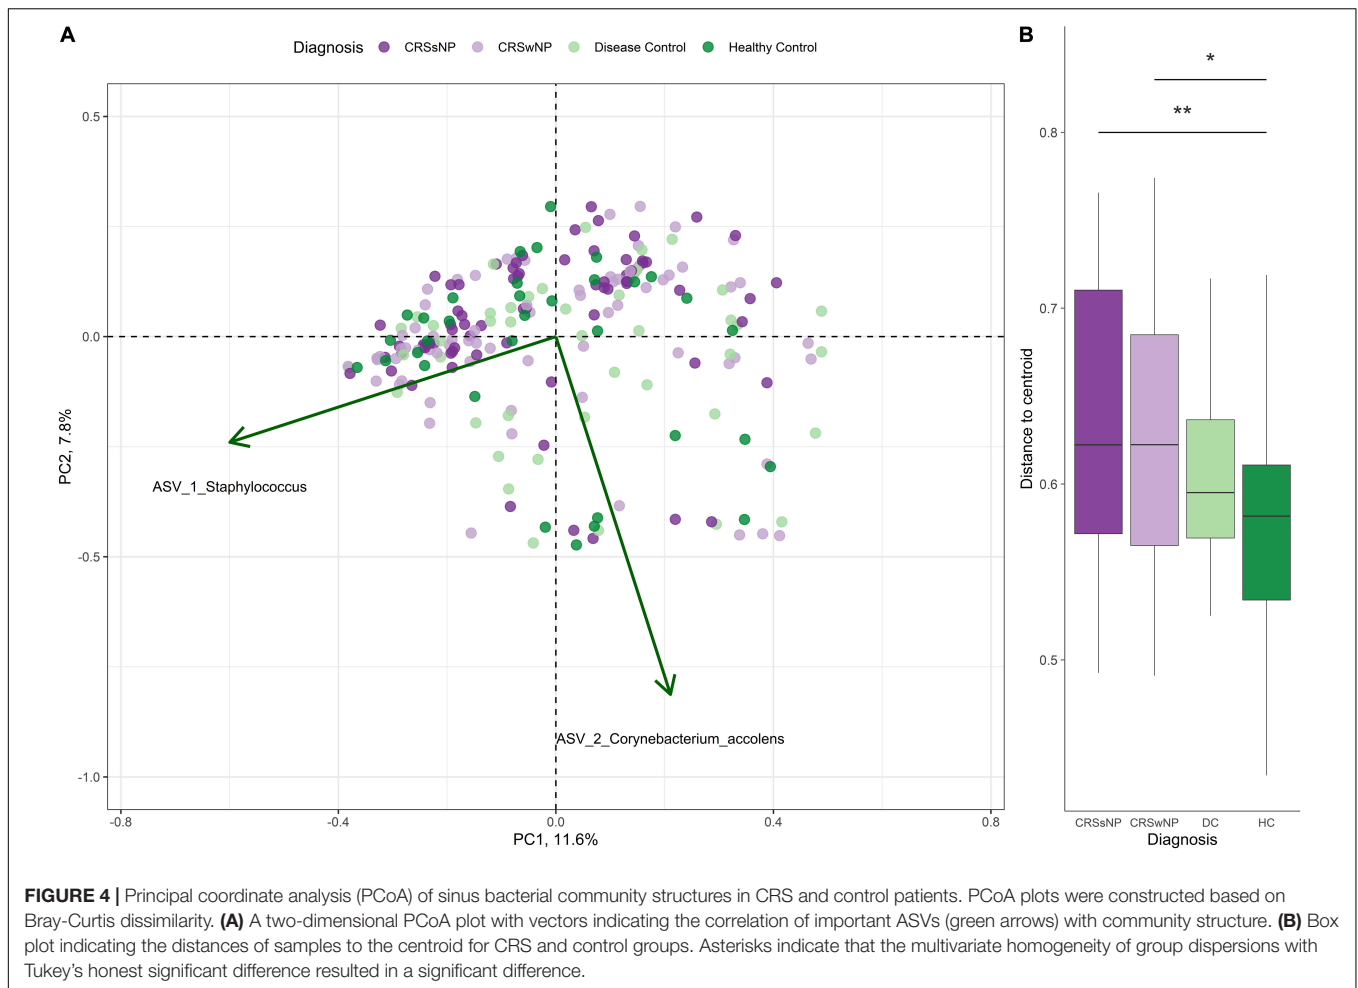 A
Diagnosis CRSsNP CRSwNP Disease Control Healthy Control
0.5
0.0
-0.5
-1.0
PC2, 7.8%
ASV_1_Staphylococcus
ASV_2_Corynebacterium_accolens
-0.8 -0.4 0.0 0.4 0.8
PC1, 11.6%
B
*
**
0.8
0.7
0.6
0.5
Distance to centroid
CRSsNP CRSwNP DC HC
Diagnosis
FIGURE 4 | Principal coordinate analysis (PCoA) of sinus bacterial community structures in CRS and control patients. PCoA plots were constructed based on
Bray-Curtis dissimilarity. (A) A two-dimensional PCoA plot with vectors indicating the correlation of important ASVs (green arrows) with community structure. (B) Box
plot indicating the distances of samples to the centroid for CRS and control groups. Asterisks indicate that the multivariate homogeneity of group dispersions with
Tukey's honest significant difference resulted in a significant difference.